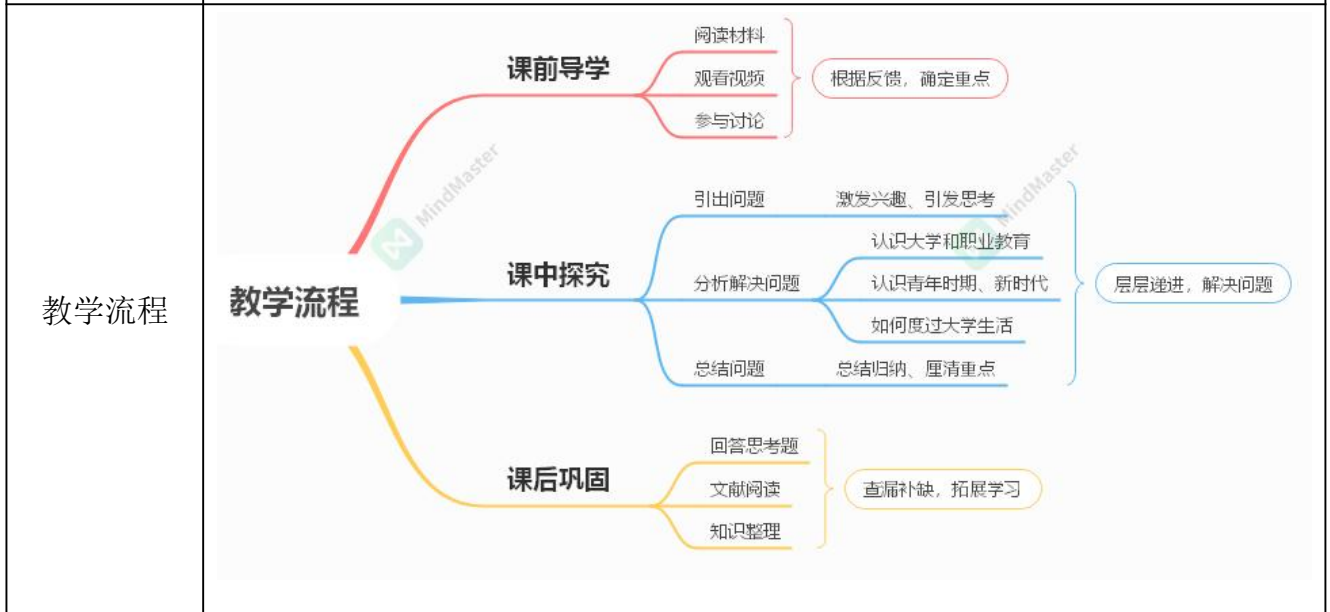 教学流程
教学流程
课前导学
阅读材料
观看视频
参与讨论
根据反馈，确定重点
课中探究
引出问题
激发兴趣、引发思考
分析解决问题
认识大学和职业教育
认识青年时期、新时代
如何度过大学生活
总结问题
总结归纳、厘清重点
层层递进，解决问题
课后巩固
回答思考题
文献阅读
知识整理
查漏补缺，拓展学习
MindMaster
MindMaster